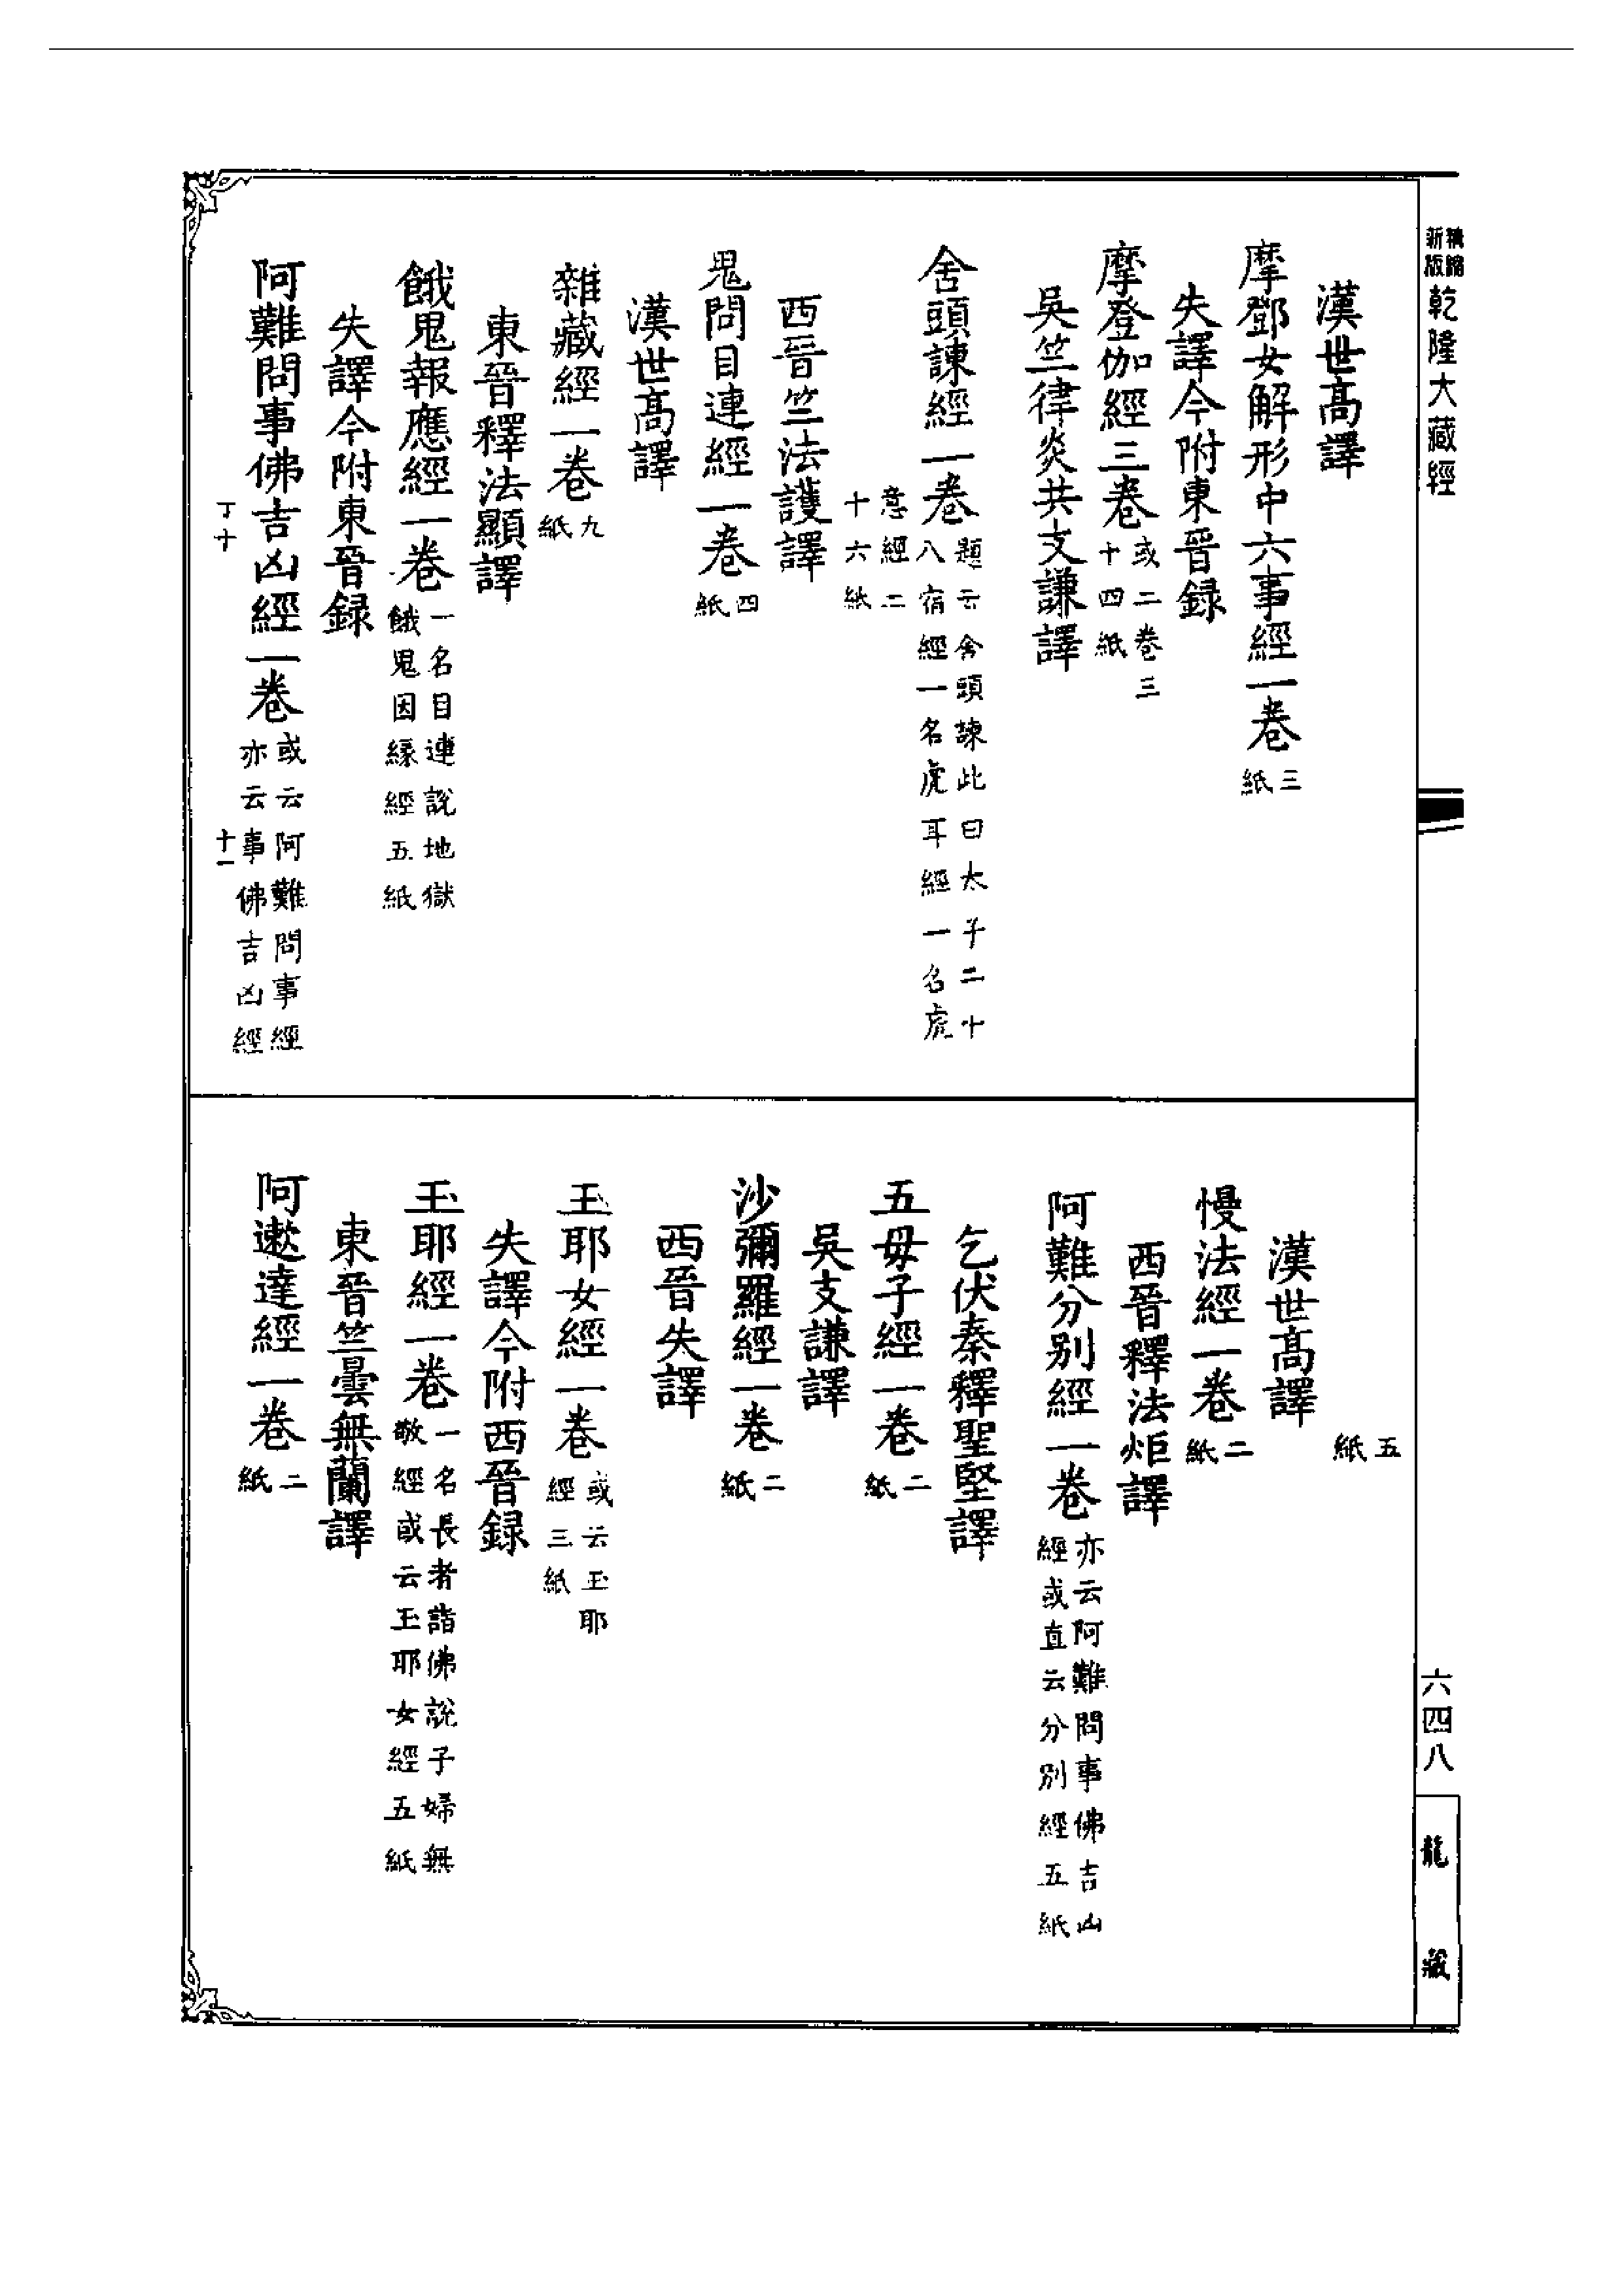 新版精縮乾隆大藏經
漢世高譯
摩鄧女解形中六事經一卷三紙
失譯今附東晉録
摩登伽經三卷或二卷三十四紙
吳竺律炎共支謙譯
舍頭諫經一卷題云舍頭諫此曰太子二十八宿經一名虎耳經一名虎
意經二十六紙
西晉竺法護譯
鬼問目連經一卷四紙
漢世高譯
雜藏經一卷九紙
東晉釋法顯譯
餓鬼報應經一卷一名目連說地獄餓鬼因緣經五紙
失譯今附東晉録
阿難問事佛吉凶經一卷或云阿難問事經亦云事佛吉凶經
丁十 十一
五紙
漢世高譯
慢法經一卷二紙
西晉釋法炬譯
阿難分别經一卷亦云阿難問事佛吉凶經或直云分別經五紙
乞伏秦釋聖堅譯
五母子經一卷二紙
吳支謙譯
沙彌羅經一卷二紙
西晉失譯
玉耶女經一卷或云玉耶經三紙
失譯今附西晉録
玉耶經一卷一名長者詣佛說子婦無敬經或云玉耶女經五紙
東晉竺曇無蘭譯
阿遬達經一卷二紙
六四八
龍藏